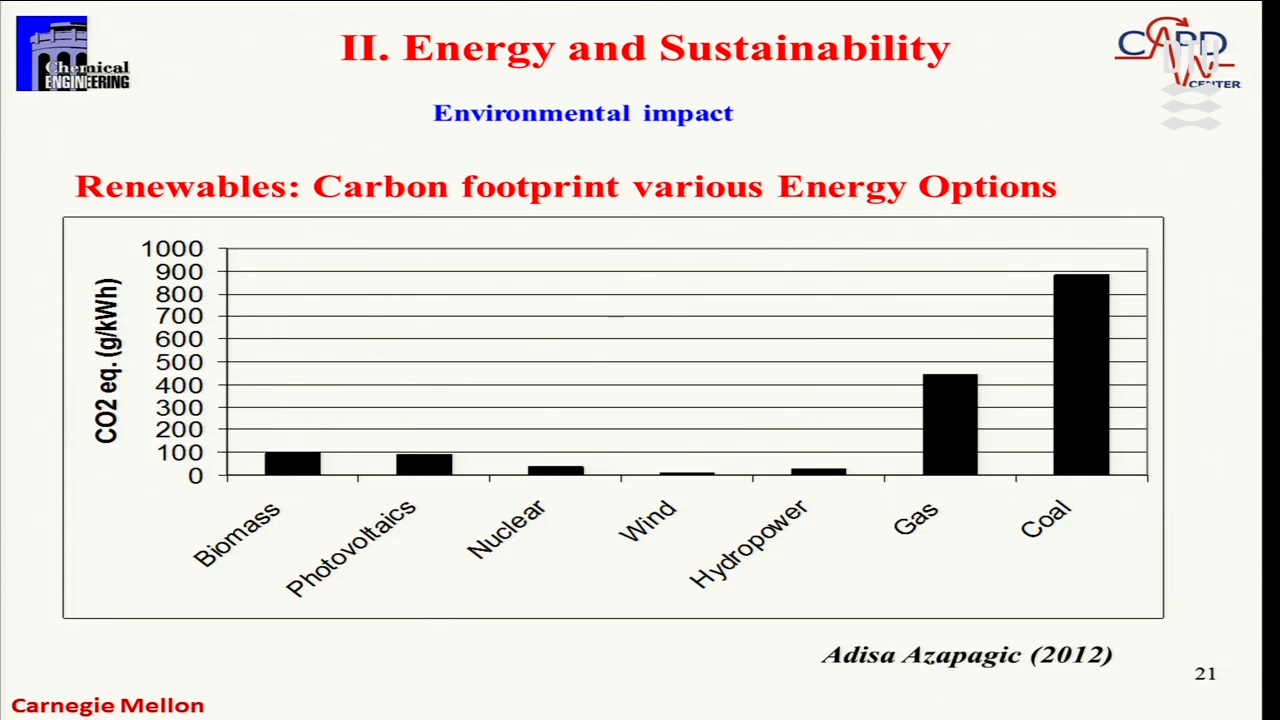 Chemical
ENGINEERING
II. Energy and Sustainability
CAPD
CENTER
DTU
Environmental impact
Renewables: Carbon footprint various Energy Options
CO2 eq. (g/kWh)
1000
900
800
700
600
500
400
300
200
100
0
Biomass
Photovoltaics
Nuclear
Wind
Hydropower
Gas
Coal
Adisa Azapagic (2012)
21
Carnegie Mellon